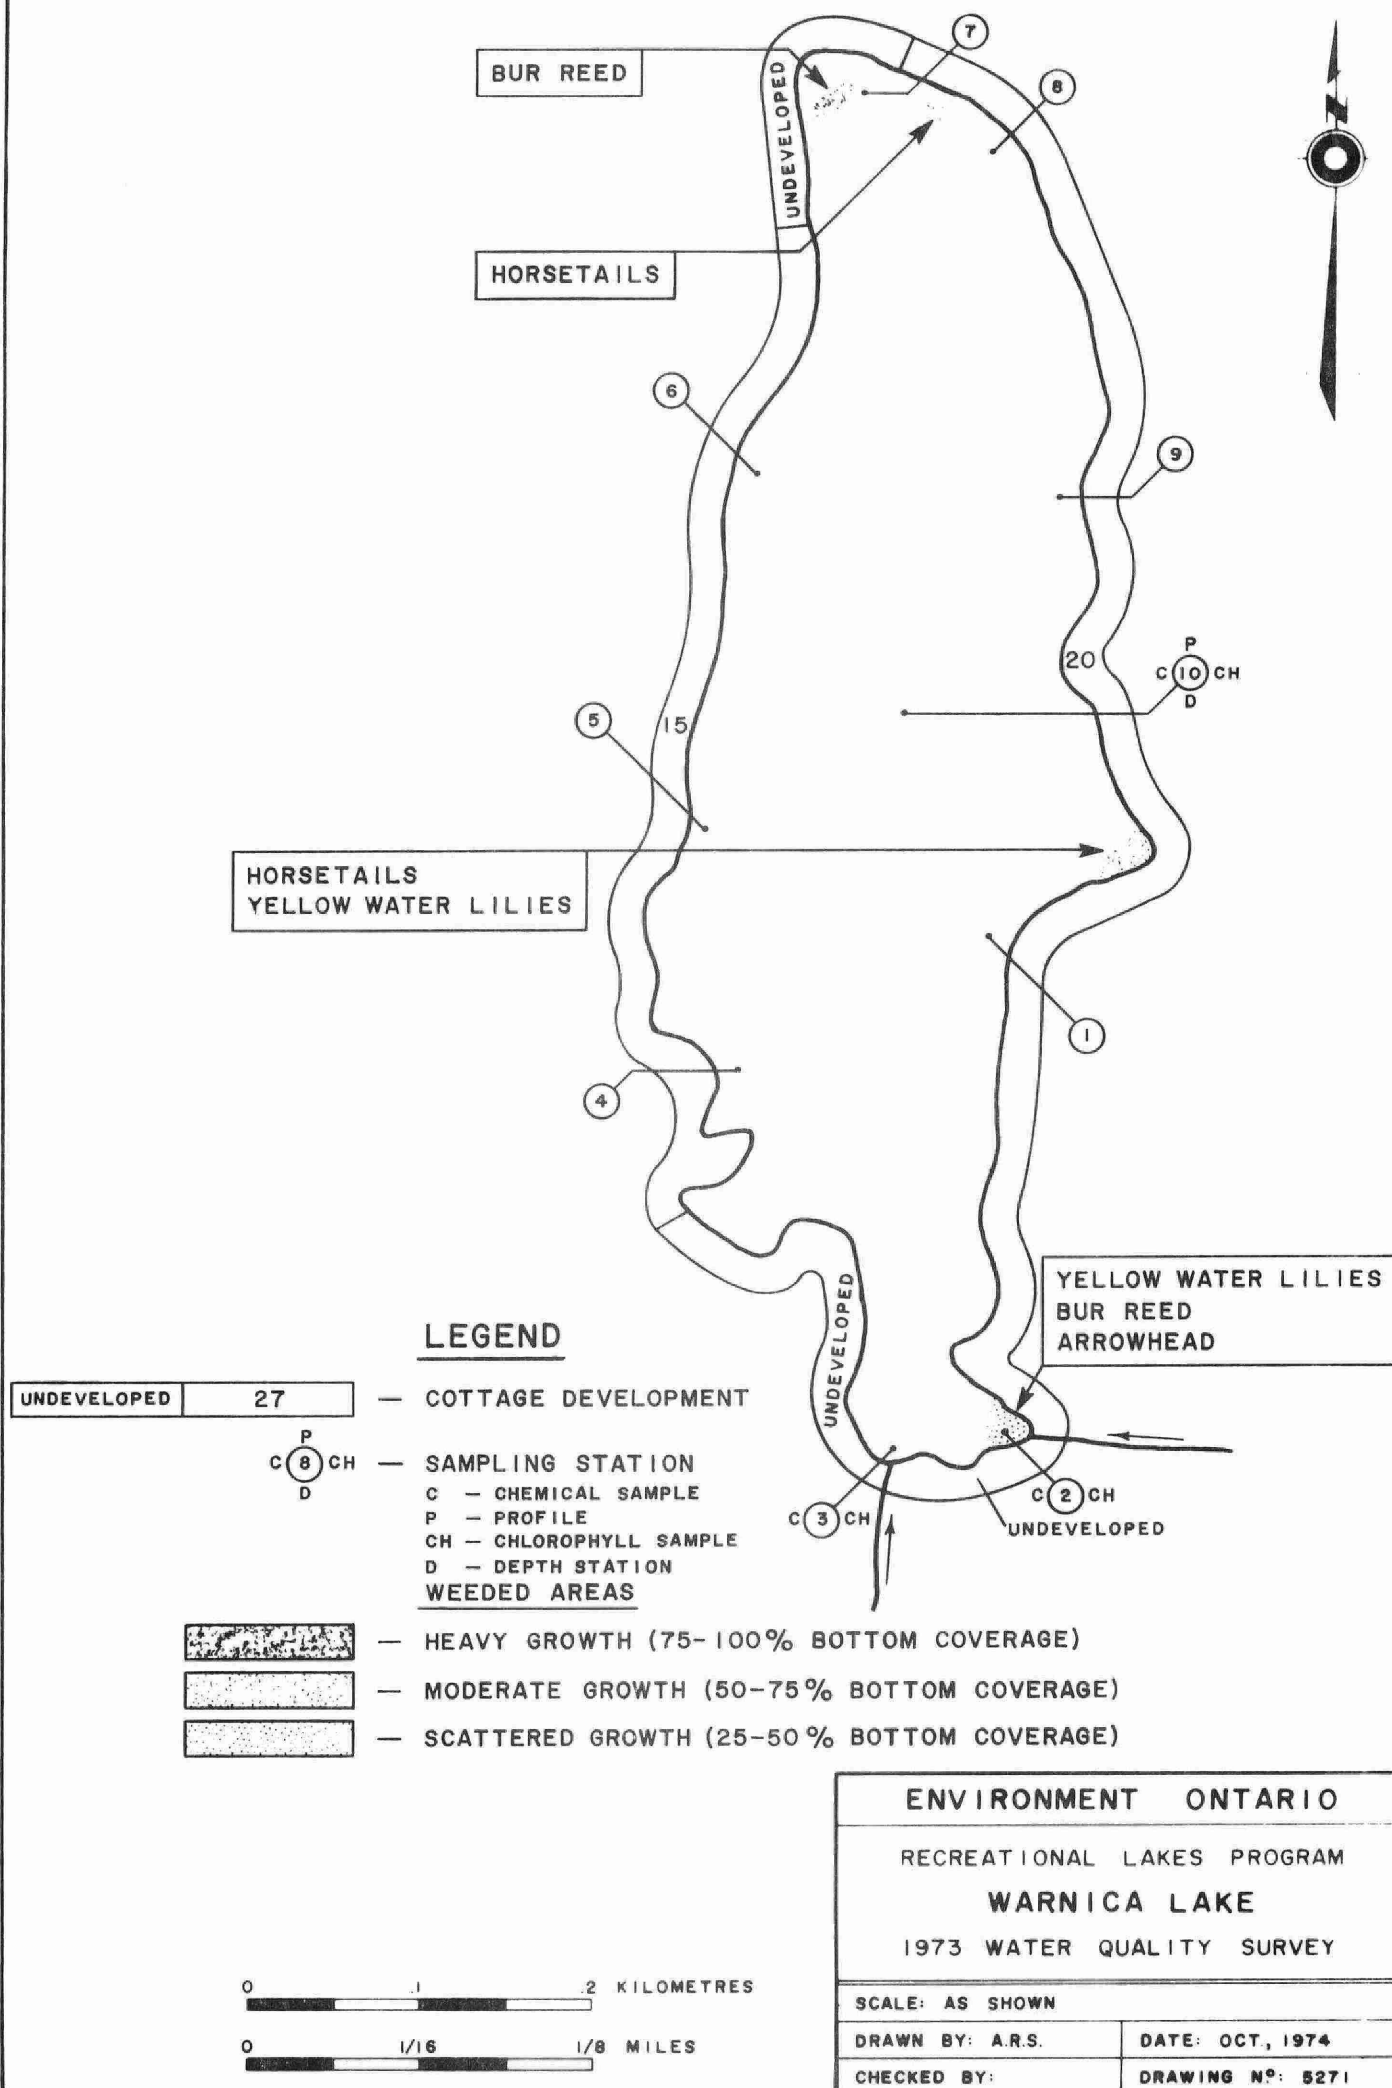 7
BUR REED
8
UNDEVELOPED
N
HORSETAILS
6
9
20
P
C 10 CH
D
5
15
HORSETAILS
YELLOW WATER LILIES
1
4
YELLOW WATER LILIES
BUR REED
ARROWHEAD
UNDEVELOPED
C 2 CH
C 3 CH
UNDEVELOPED
LEGEND
UNDEVELOPED 27 — COTTAGE DEVELOPMENT
P
C 8 CH — SAMPLING STATION
D
C — CHEMICAL SAMPLE
P — PROFILE
CH — CHLOROPHYLL SAMPLE
D — DEPTH STATION
WEEDED AREAS
— HEAVY GROWTH (75-100% BOTTOM COVERAGE)
— MODERATE GROWTH (50-75% BOTTOM COVERAGE)
— SCATTERED GROWTH (25-50% BOTTOM COVERAGE)
0 .1 .2 KILOMETRES
0 1/16 1/8 MILES
ENVIRONMENT ONTARIO
RECREATIONAL LAKES PROGRAM
WARNICA LAKE
1973 WATER QUALITY SURVEY
SCALE: AS SHOWN
DRAWN BY: A.R.S. DATE: OCT., 1974
CHECKED BY: DRAWING Nº: 5271